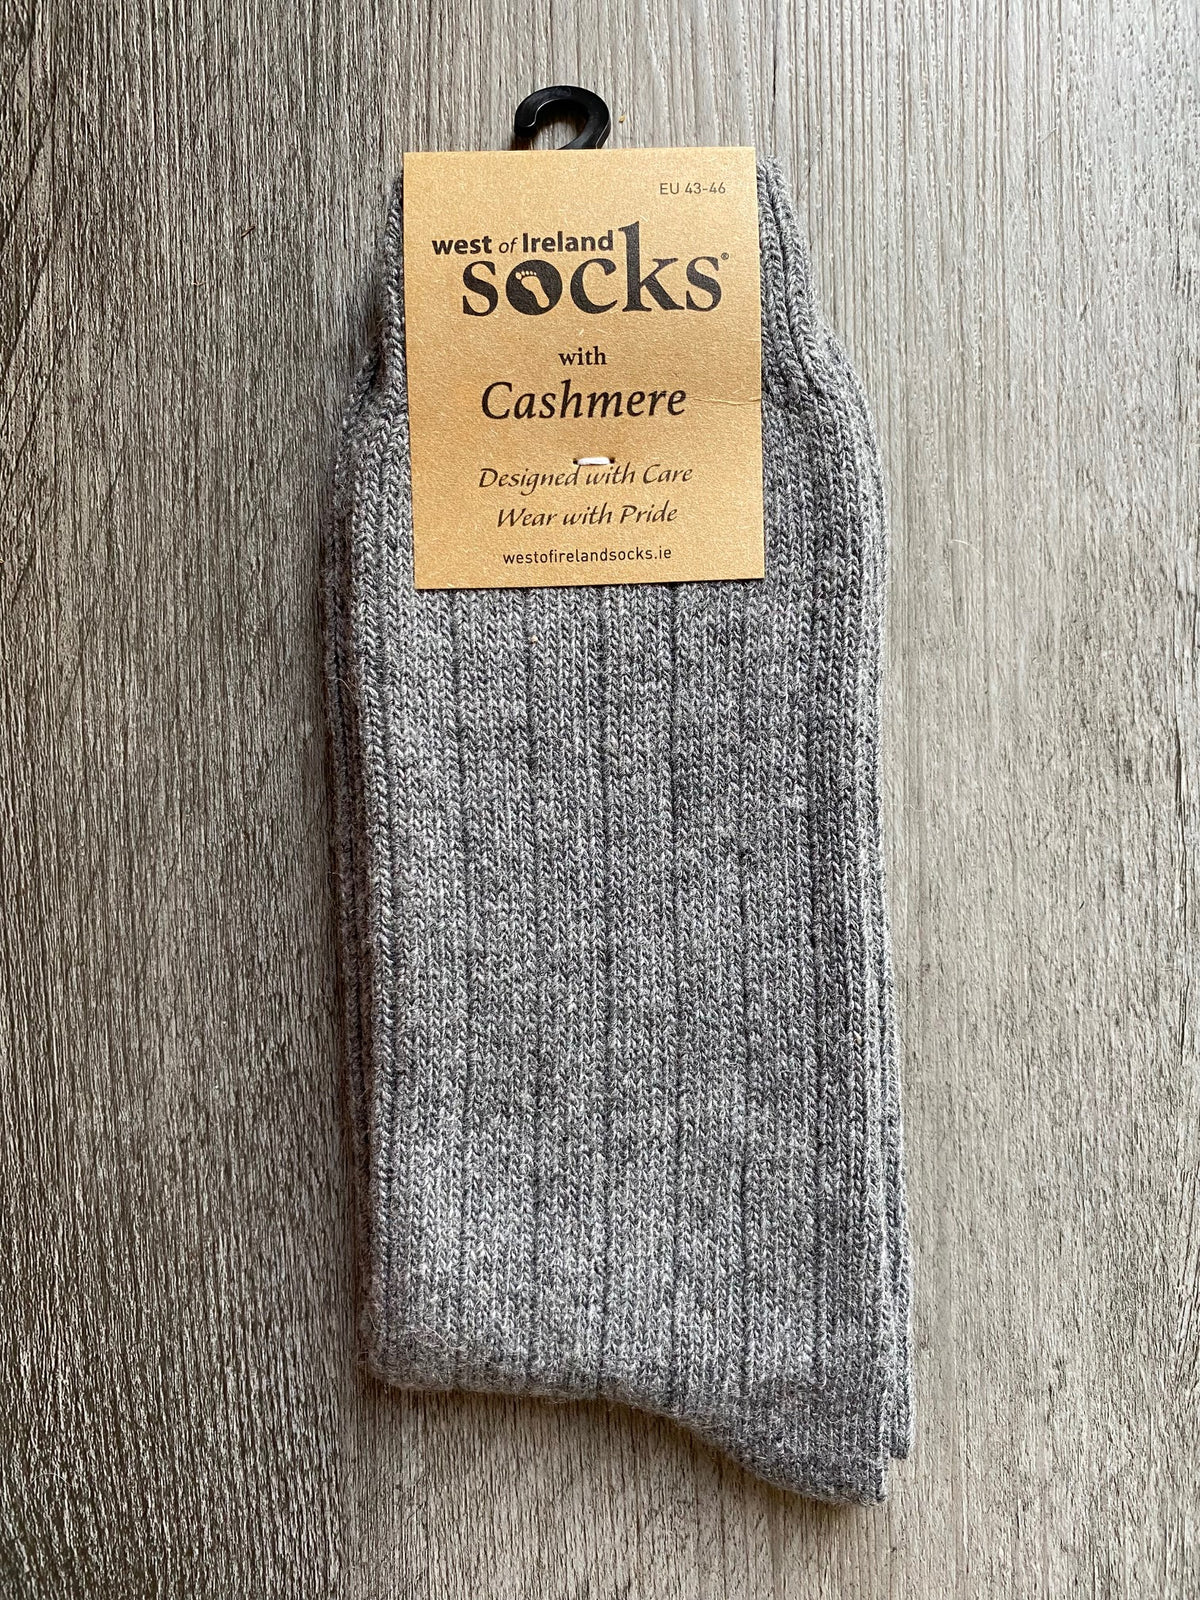 EU 43-46
west of Ireland
socks®
with
Cashmere
Designed with Care
Wear with Pride
westofirelandsocks.ie